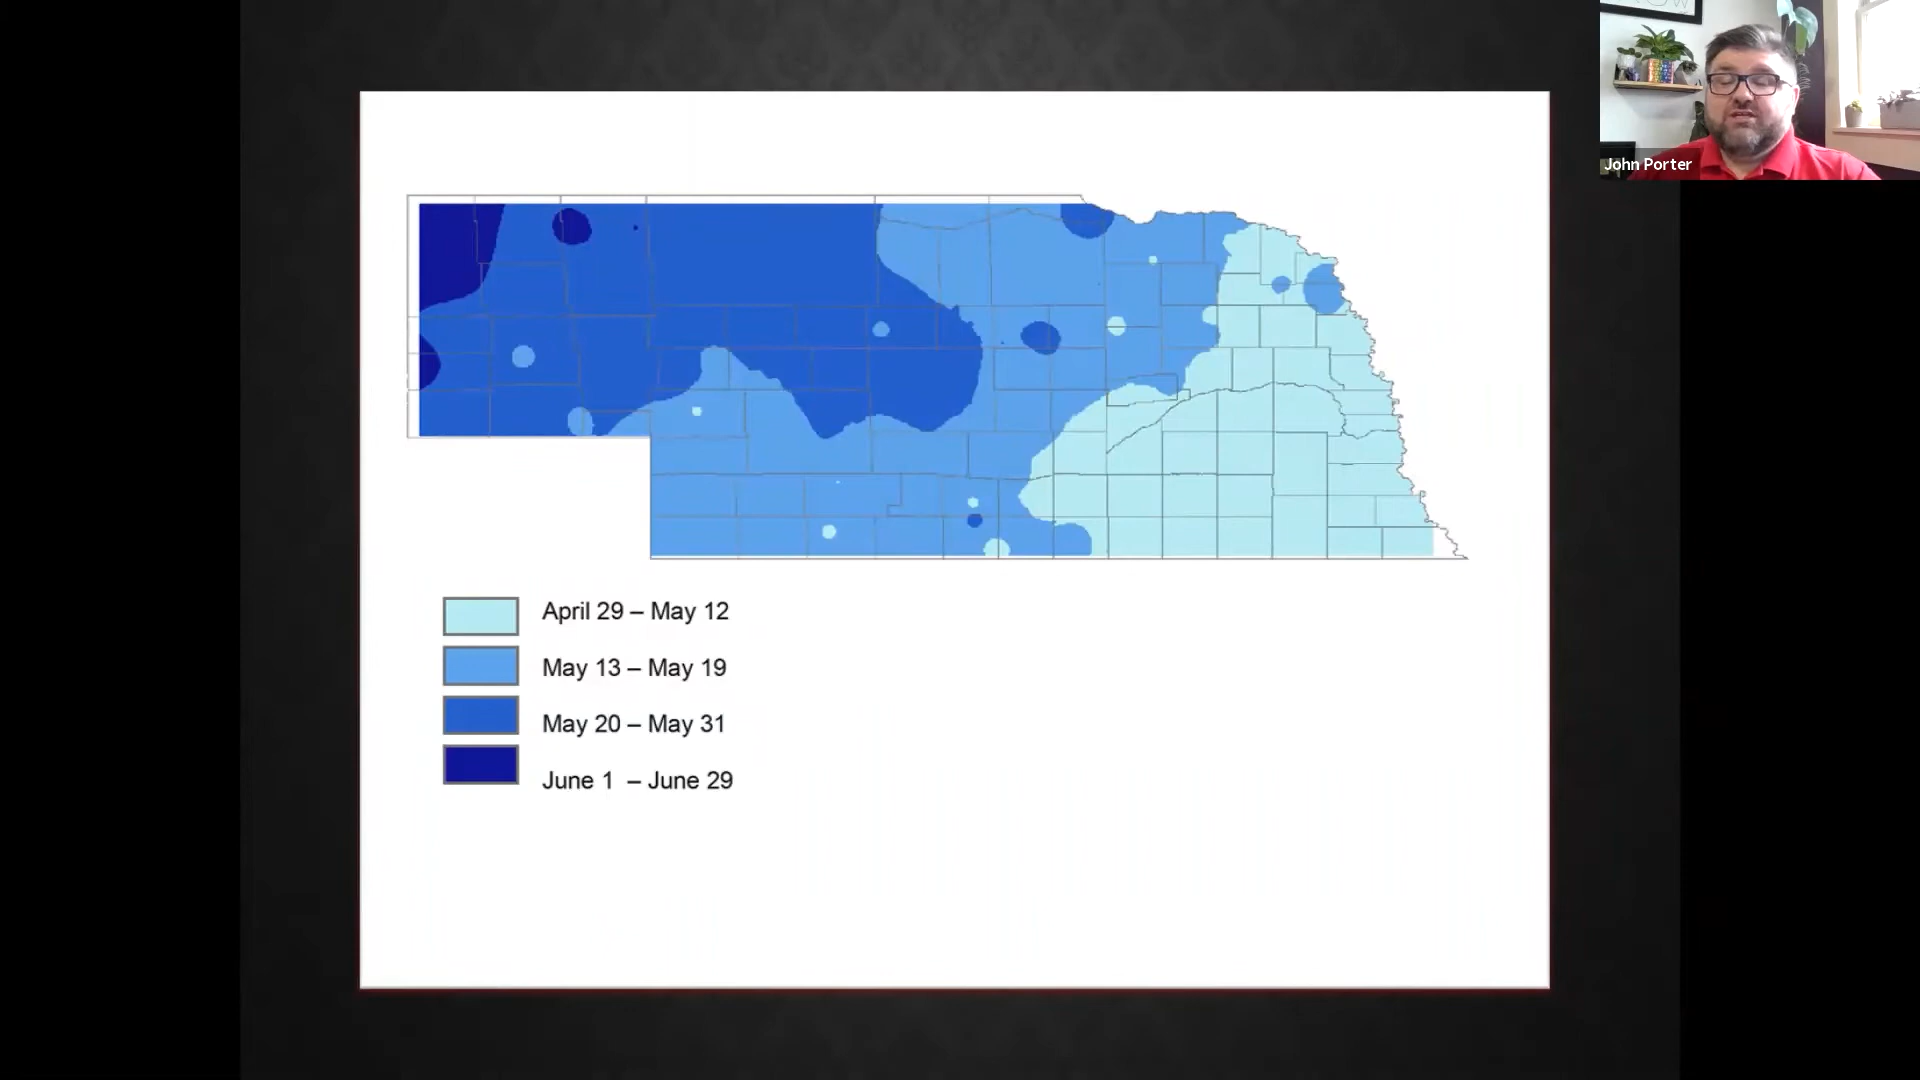 John Porter
April 29 – May 12
May 13 – May 19
May 20 – May 31
June 1 – June 29